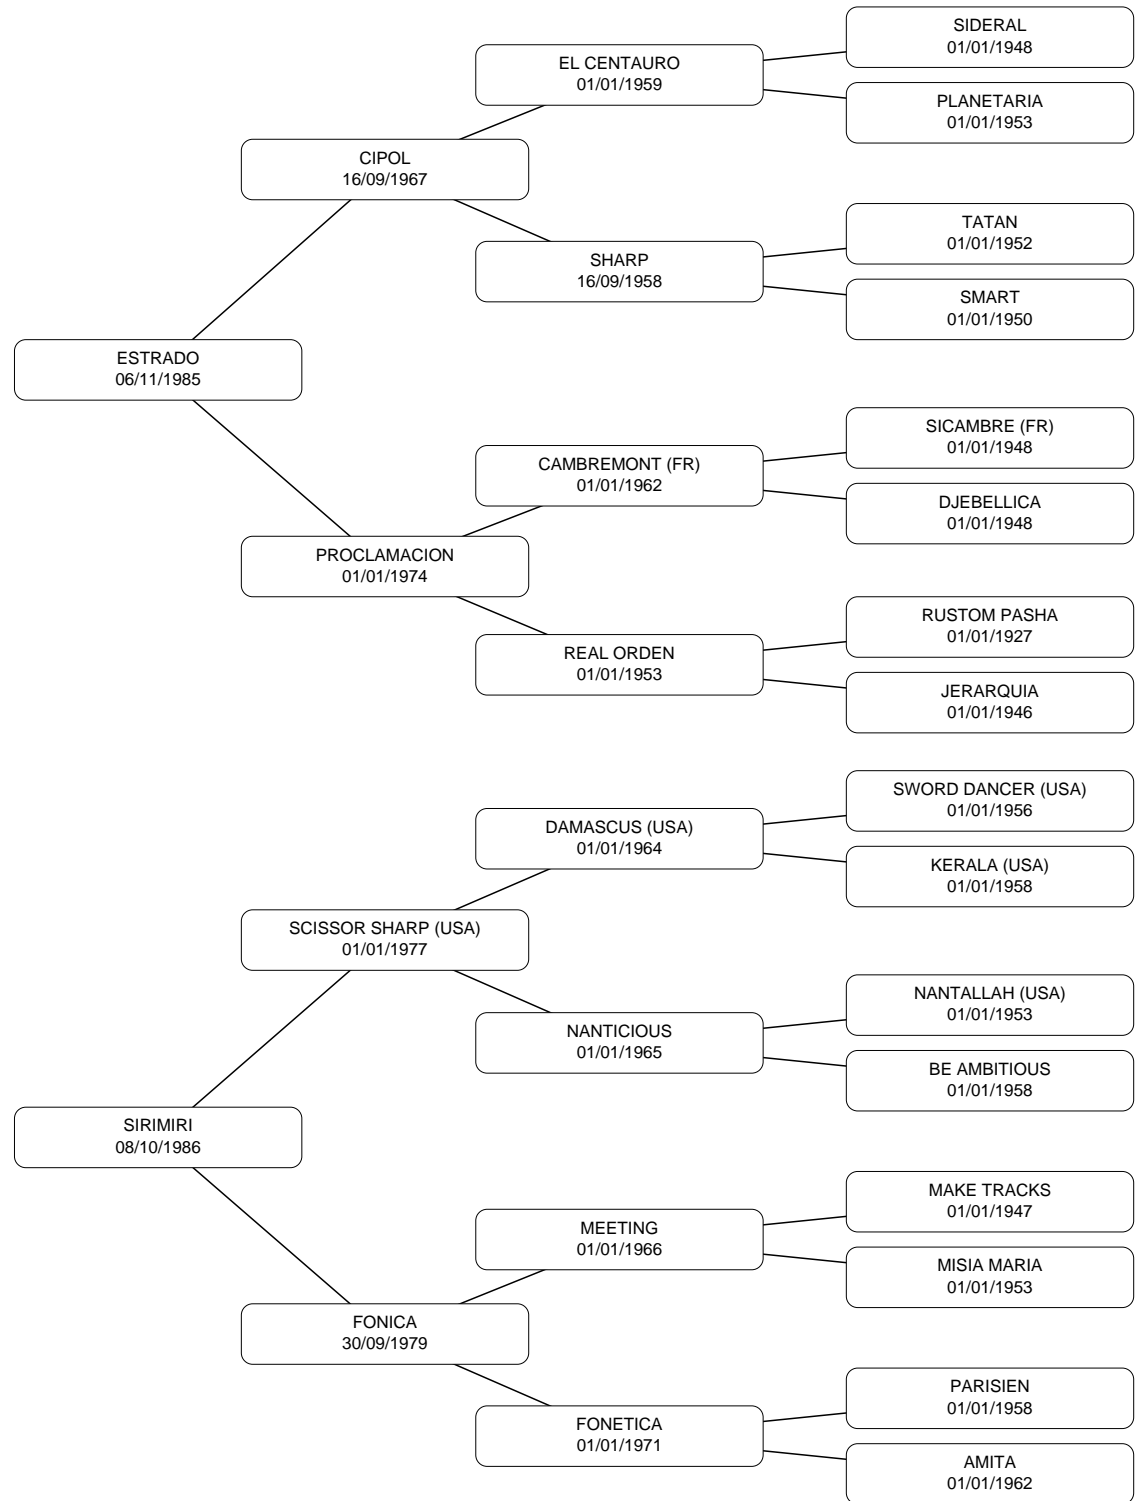 SIDERAL
01/01/1948
EL CENTAURO
01/01/1959
PLANETARIA
01/01/1953
CIPOL
16/09/1967
TATAN
01/01/1952
SHARP
16/09/1958
SMART
01/01/1950
ESTRADO
06/11/1985
SICAMBRE (FR)
01/01/1948
CAMBREMONT (FR)
01/01/1962
DJEBELLICA
01/01/1948
PROCLAMACION
01/01/1974
RUSTOM PASHA
01/01/1927
REAL ORDEN
01/01/1953
JERARQUIA
01/01/1946
SWORD DANCER (USA)
01/01/1956
DAMASCUS (USA)
01/01/1964
KERALA (USA)
01/01/1958
SCISSOR SHARP (USA)
01/01/1977
NANTALLAH (USA)
01/01/1953
NANTICIOUS
01/01/1965
BE AMBITIOUS
01/01/1958
SIRIMIRI
08/10/1986
MAKE TRACKS
01/01/1947
MEETING
01/01/1966
MISIA MARIA
01/01/1953
FONICA
30/09/1979
PARISIEN
01/01/1958
FONETICA
01/01/1971
AMITA
01/01/1962